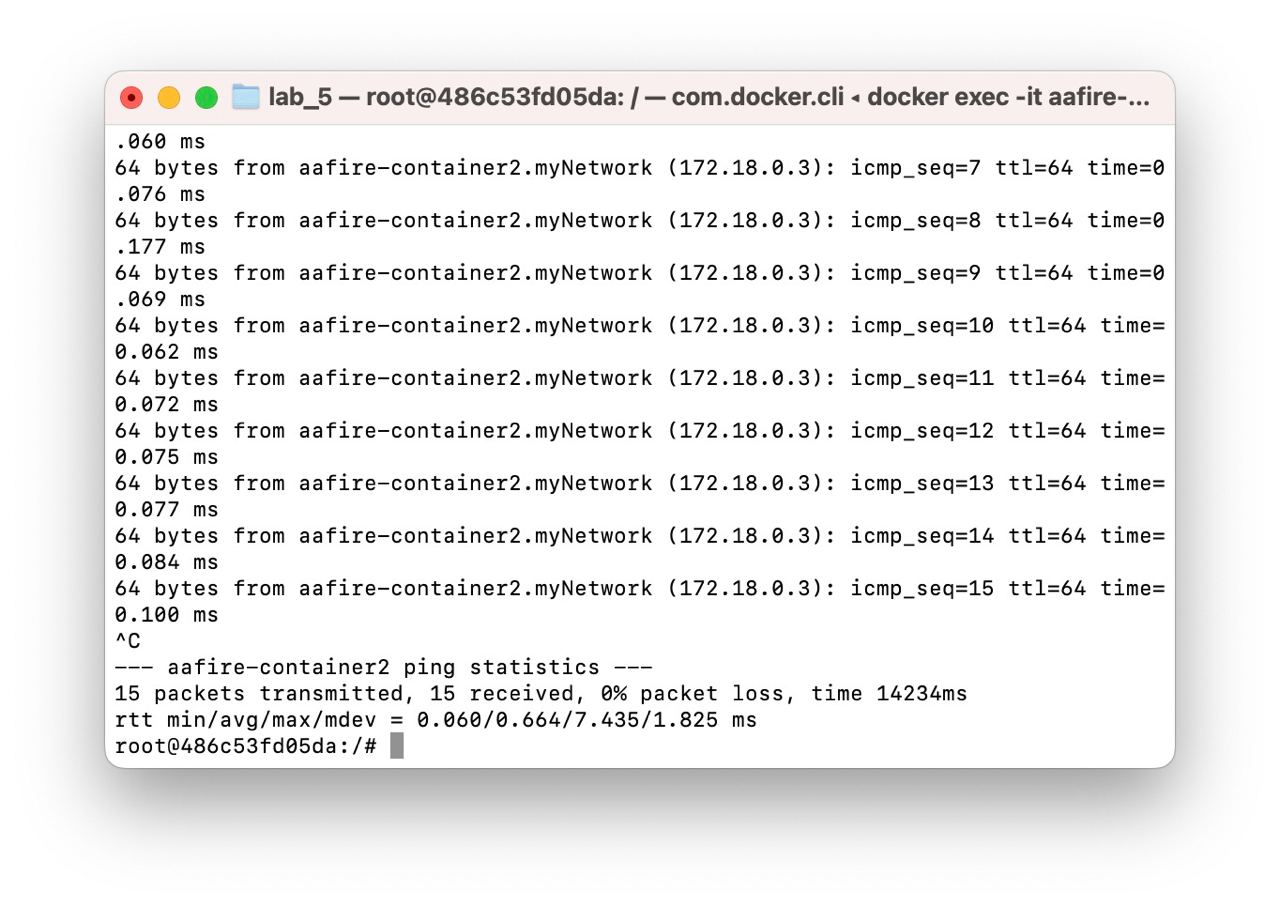 lab_5 — root@486c53fd05da: / — com.docker.cli ◂ docker exec -it aafire-...
.060 ms
64 bytes from aafire-container2.myNetwork (172.18.0.3): icmp_seq=7 ttl=64 time=0
.076 ms
64 bytes from aafire-container2.myNetwork (172.18.0.3): icmp_seq=8 ttl=64 time=0
.177 ms
64 bytes from aafire-container2.myNetwork (172.18.0.3): icmp_seq=9 ttl=64 time=0
.069 ms
64 bytes from aafire-container2.myNetwork (172.18.0.3): icmp_seq=10 ttl=64 time=
0.062 ms
64 bytes from aafire-container2.myNetwork (172.18.0.3): icmp_seq=11 ttl=64 time=
0.072 ms
64 bytes from aafire-container2.myNetwork (172.18.0.3): icmp_seq=12 ttl=64 time=
0.075 ms
64 bytes from aafire-container2.myNetwork (172.18.0.3): icmp_seq=13 ttl=64 time=
0.077 ms
64 bytes from aafire-container2.myNetwork (172.18.0.3): icmp_seq=14 ttl=64 time=
0.084 ms
64 bytes from aafire-container2.myNetwork (172.18.0.3): icmp_seq=15 ttl=64 time=
0.100 ms
^C
--- aafire-container2 ping statistics ---
15 packets transmitted, 15 received, 0% packet loss, time 14234ms
rtt min/avg/max/mdev = 0.060/0.664/7.435/1.825 ms
root@486c53fd05da:/#